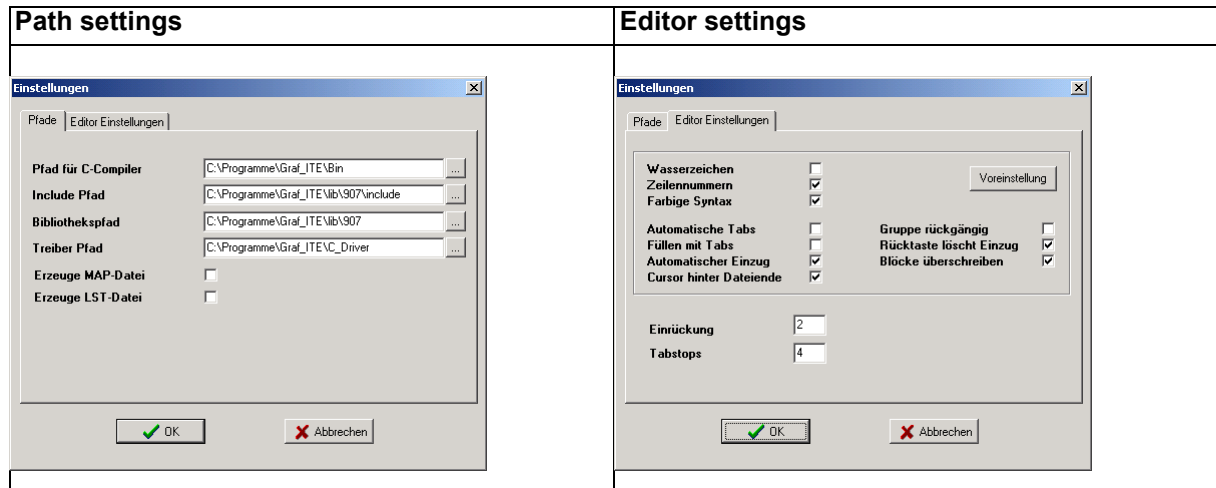 Path settings
Editor settings
Einstellungen
Pfade Editor Einstellungen
Pfad für C-Compiler C:\Programme\Graf_ITE\Bin ...
Include Pfad C:\Programme\Graf_ITE\lib\907\include ...
Bibliothekspfad C:\Programme\Graf_ITE\lib\907 ...
Treiber Pfad C:\Programme\Graf_ITE\C_Driver ...
Erzeuge MAP-Datei
Erzeuge LST-Datei
OK Abbrechen
Einstellungen
Pfade Editor Einstellungen
Wasserzeichen
Zeilennummern
Farbige Syntax
Voreinstellung
Automatische Tabs
Füllen mit Tabs
Automatischer Einzug
Cursor hinter Dateiende
Gruppe rückgängig
Rücktaste löscht Einzug
Blöcke überschreiben
Einrückung 2
Tabstops 4
OK Abbrechen